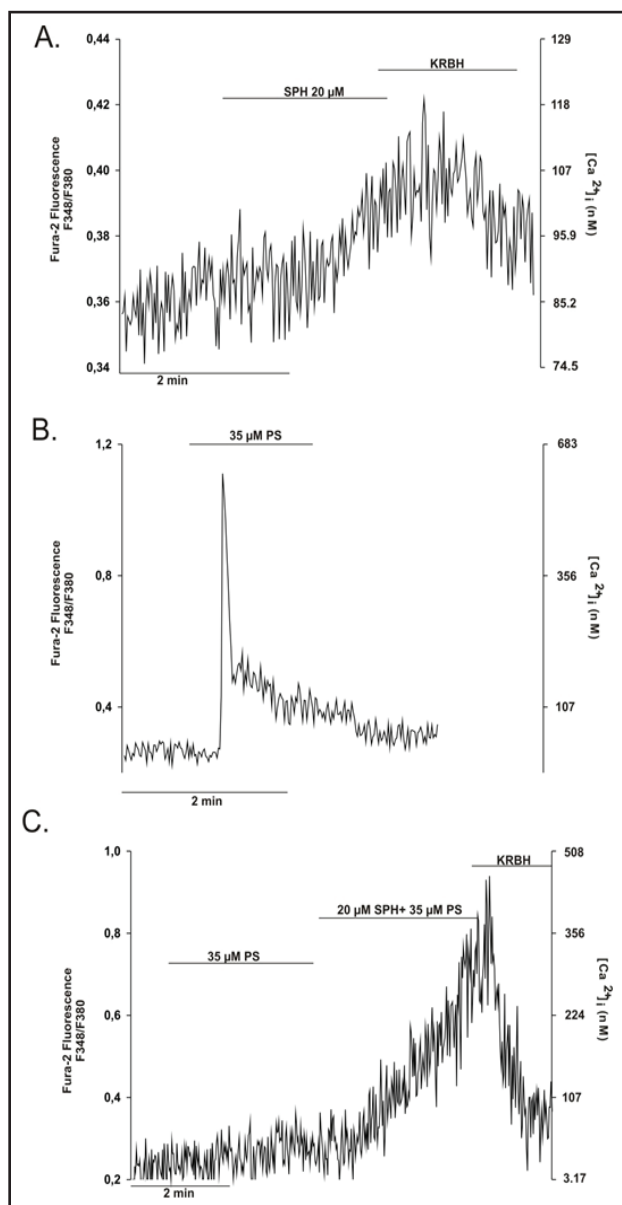 A.
0,44
0,42
0,40
0,38
0,36
0,34
Fura-2 Fluorescence
F348/F380
SPH 20 µM
KRBH
129
118
107
95.9
85.2
74.5
[Ca 2+]i (nM)
2 min
B.
1,2
0,8
0,4
Fura-2 Fluorescence
F348/F380
35 µM PS
683
356
107
[Ca 2+]i (nM)
2 min
C.
1,0
0,8
0,6
0,4
0,2
Fura-2 Fluorescence
F348/F380
35 µM PS
20 µM SPH+ 35 µM PS
KRBH
508
356
224
107
3.17
[Ca 2+]i (nM)
2 min